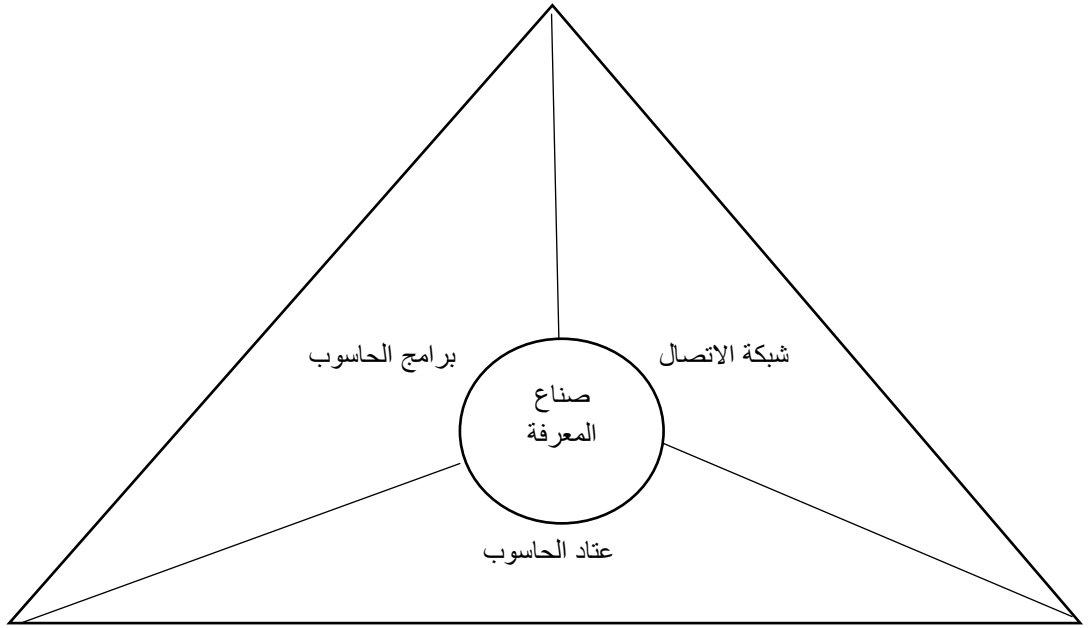 شبكة الاتصال
برامج الحاسوب
صناع
المعرفة
عتاد الحاسوب